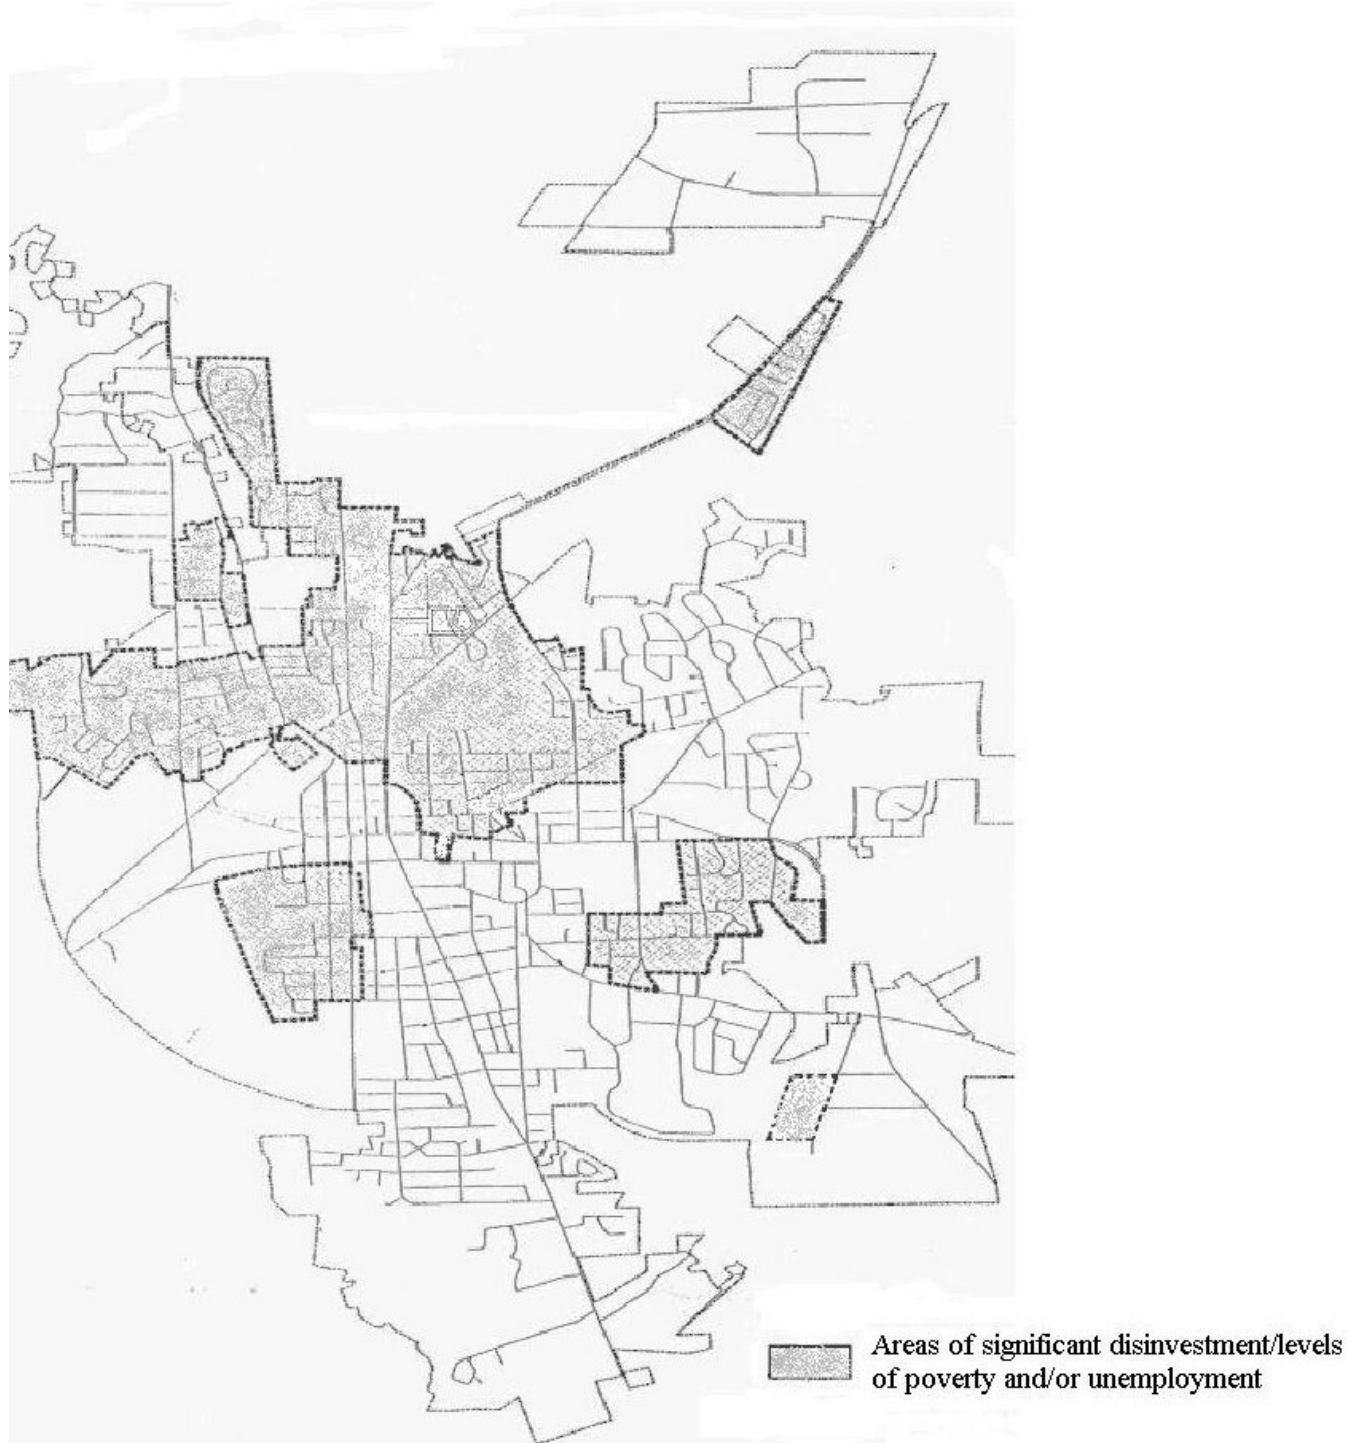 Areas of significant disinvestment/levels
of poverty and/or unemployment